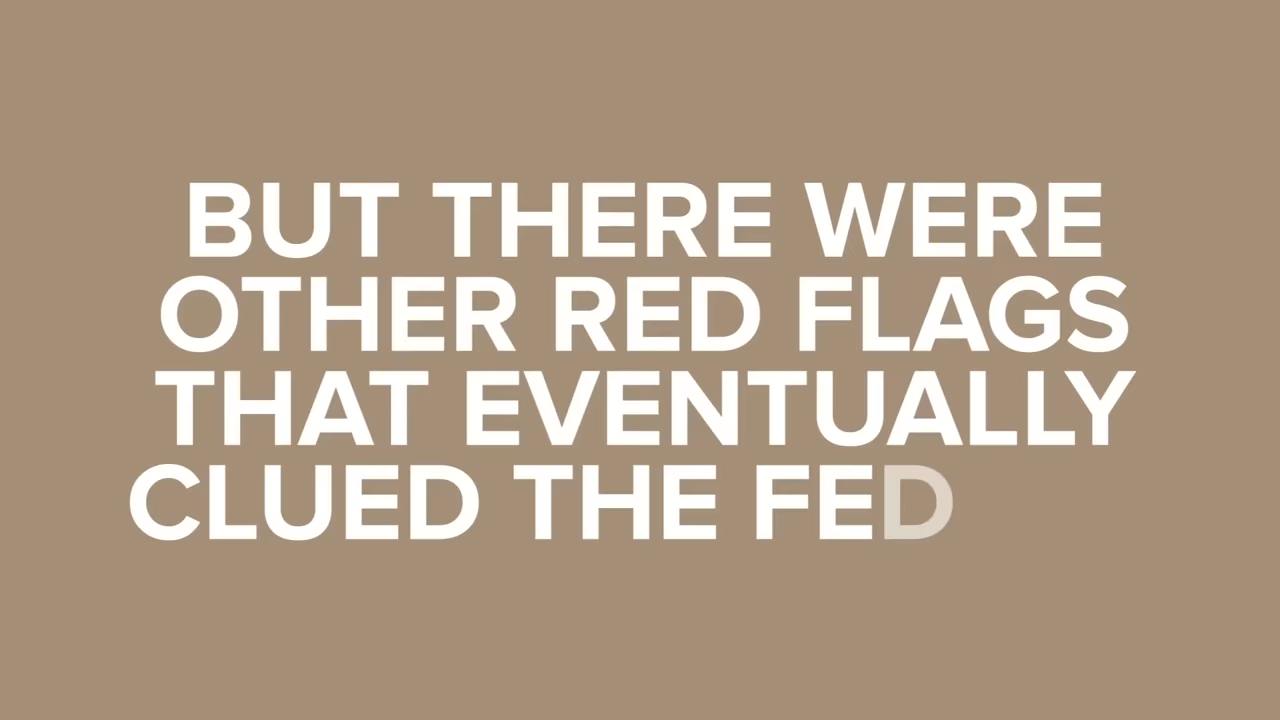 BUT THERE WERE
OTHER RED FLAGS
THAT EVENTUALLY
CLUED THE FED